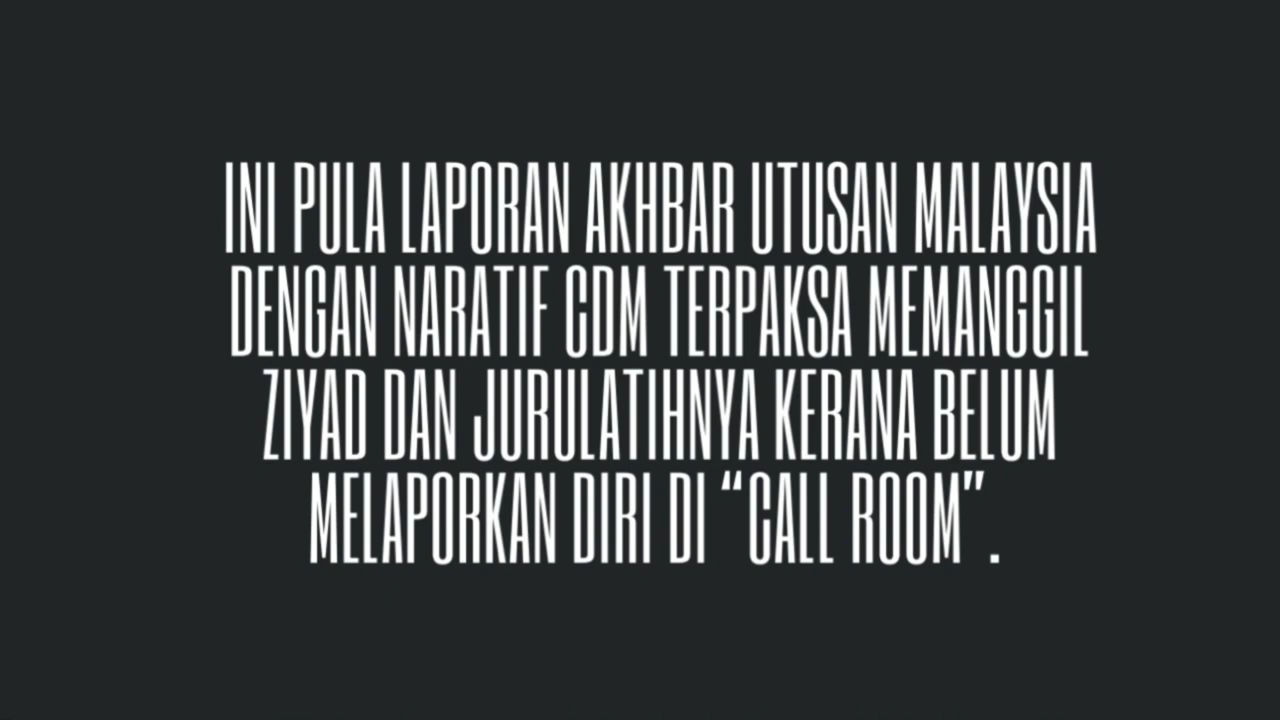 INI PULA LAPORAN AKHBAR UTUSAN MALAYSIA
DENGAN NARATIF CDM TERPAKSA MEMANGGIL
ZIYAD DAN JURULATIHNYA KERANA BELUM
MELAPORKAN DIRI DI “CALL ROOM” .